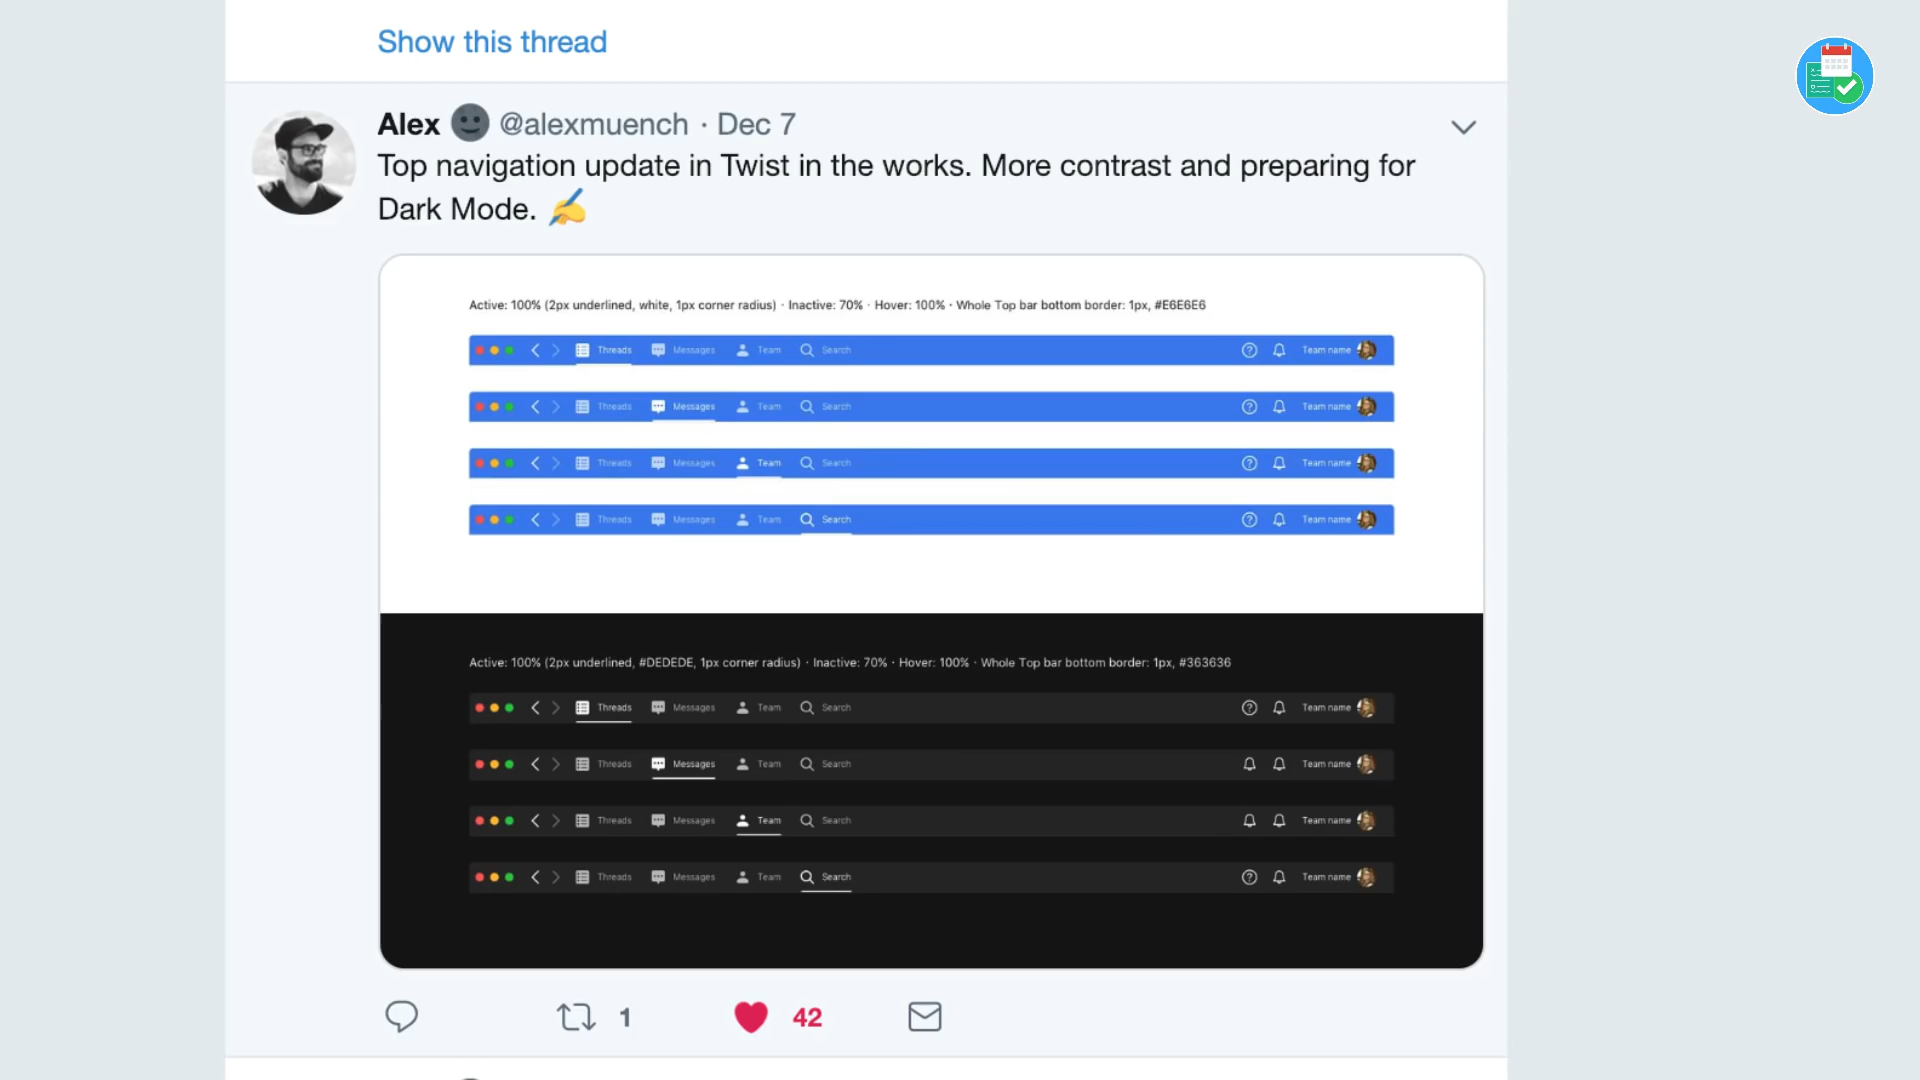 Show this thread
Alex 🌚 @alexmuench · Dec 7
Top navigation update in Twist in the works. More contrast and preparing for
Dark Mode. ✍️
Active: 100% (2px underlined, white, 1px corner radius) · Inactive: 70% · Hover: 100% · Whole Top bar bottom border: 1px, #E6E6E6
Threads Messages Team Search Team name
Threads Messages Team Search Team name
Threads Messages Team Search Team name
Threads Messages Team Search Team name
Active: 100% (2px underlined, #DEDEDE, 1px corner radius) · Inactive: 70% · Hover: 100% · Whole Top bar bottom border: 1px, #363636
Threads Messages Team Search Team name
Threads Messages Team Search Team name
Threads Messages Team Search Team name
Threads Messages Team Search Team name
1 42